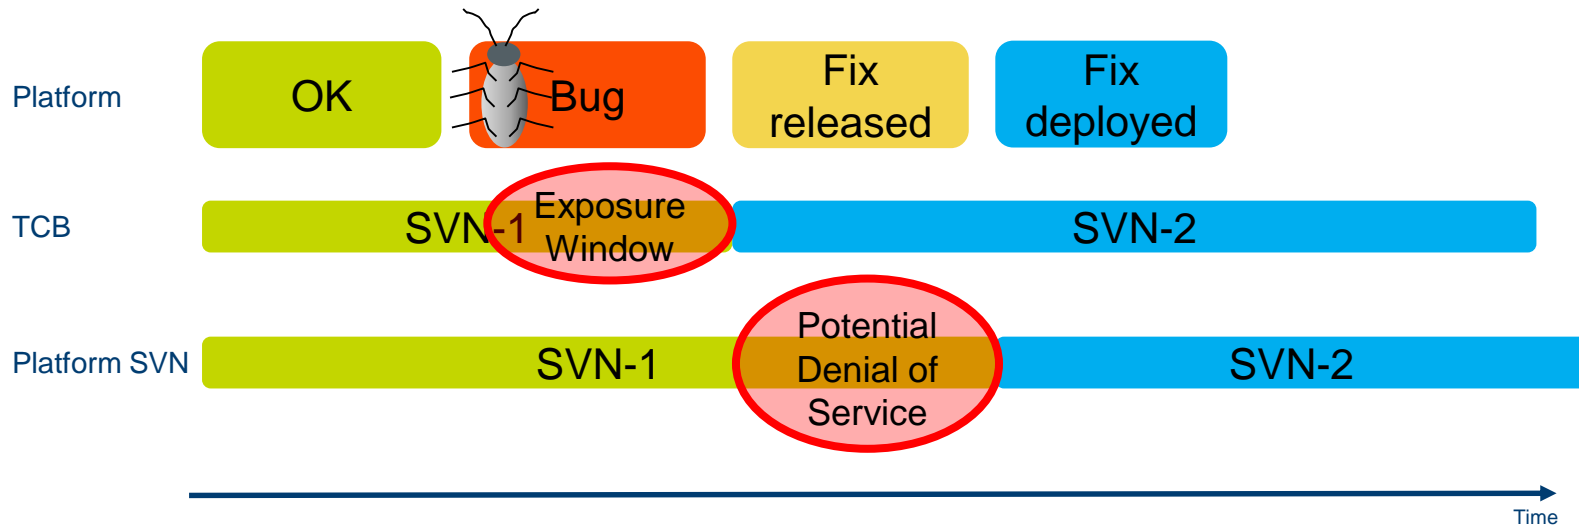 Platform
OK
Bug
Fix
released
Fix
deployed
TCB
SVN-1
Exposure
Window
SVN-2
Platform SVN
SVN-1
Potential
Denial of
Service
SVN-2
Time